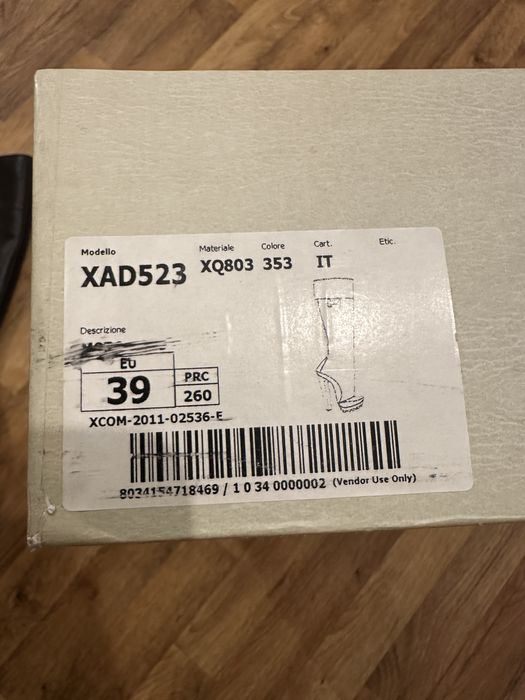 Modello Materiale Colore Cart. Etic.
XAD523 XQ803 353 IT
Descrizione
EU
39
PRC
260
XCOM-2011-02536-E
8034154718469 / 1 0 34 0000002 (Vendor Use Only)